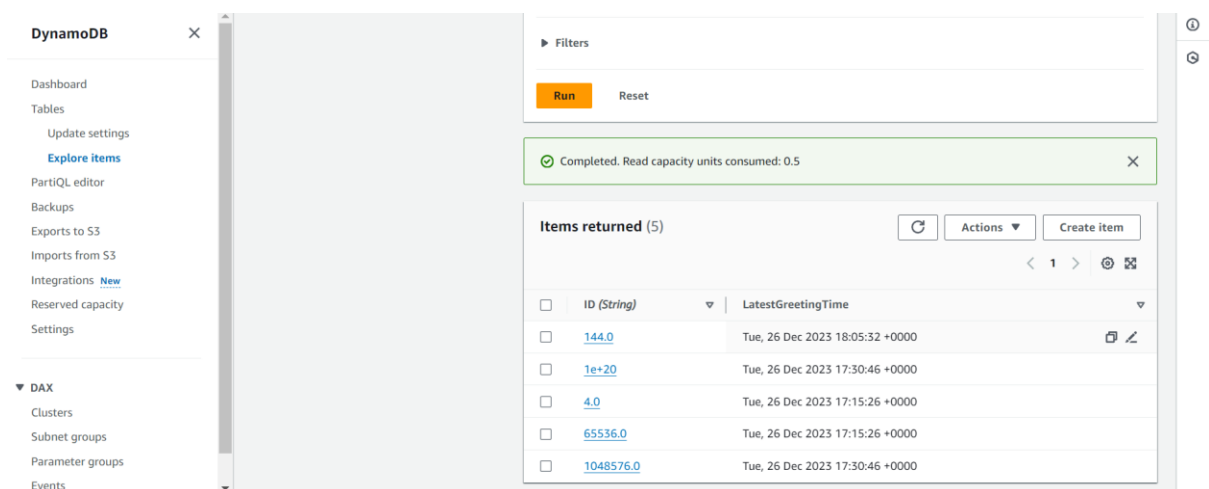 DynamoDB
Dashboard
Tables
Update settings
Explore items
PartiQL editor
Backups
Exports to S3
Imports from S3
Integrations New
Reserved capacity
Settings
DAX
Clusters
Subnet groups
Parameter groups
Events
Filters
Run Reset
Completed. Read capacity units consumed: 0.5
Items returned (5) Actions Create item
1
ID (String) LatestGreetingTime
144.0 Tue, 26 Dec 2023 18:05:32 +0000
1e+20 Tue, 26 Dec 2023 17:30:46 +0000
4.0 Tue, 26 Dec 2023 17:15:26 +0000
65536.0 Tue, 26 Dec 2023 17:15:26 +0000
1048576.0 Tue, 26 Dec 2023 17:30:46 +0000